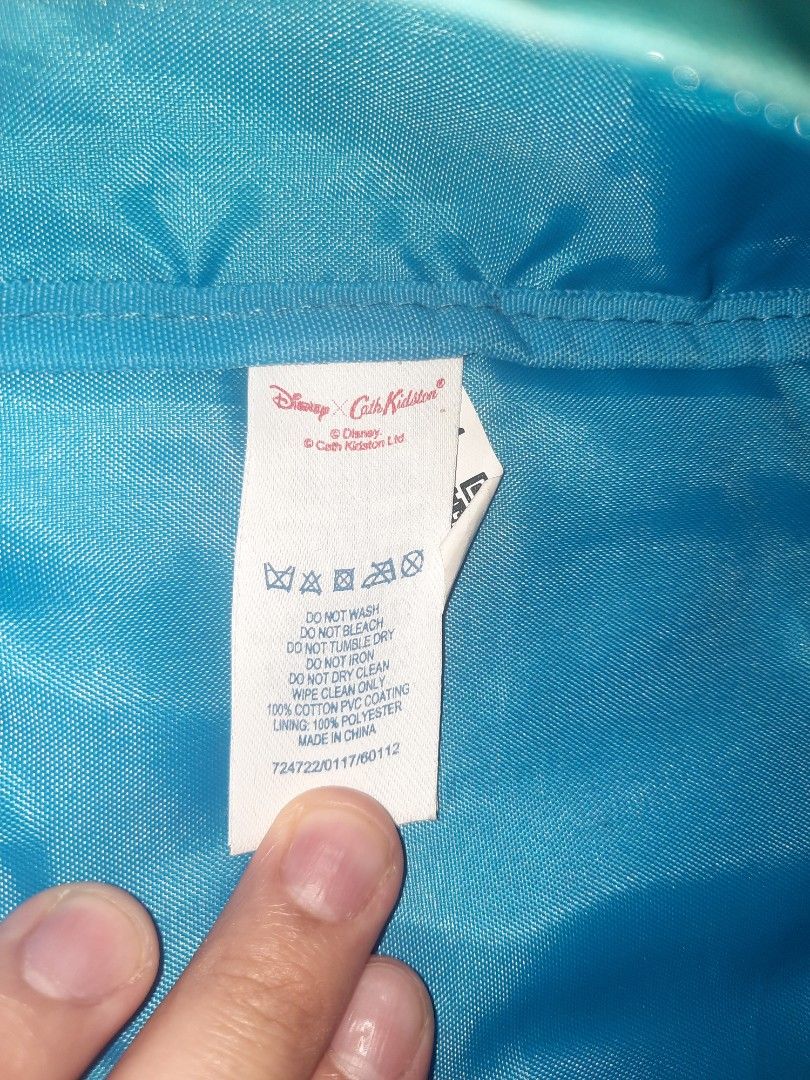 Disney × Cath Kidston®
© Disney.
© Cath Kidston Ltd.
DO NOT WASH
DO NOT BLEACH
DO NOT TUMBLE DRY
DO NOT IRON
DO NOT DRY CLEAN
WIPE CLEAN ONLY
100% COTTON PVC COATING
LINING: 100% POLYESTER
MADE IN CHINA
724722/0117/60112